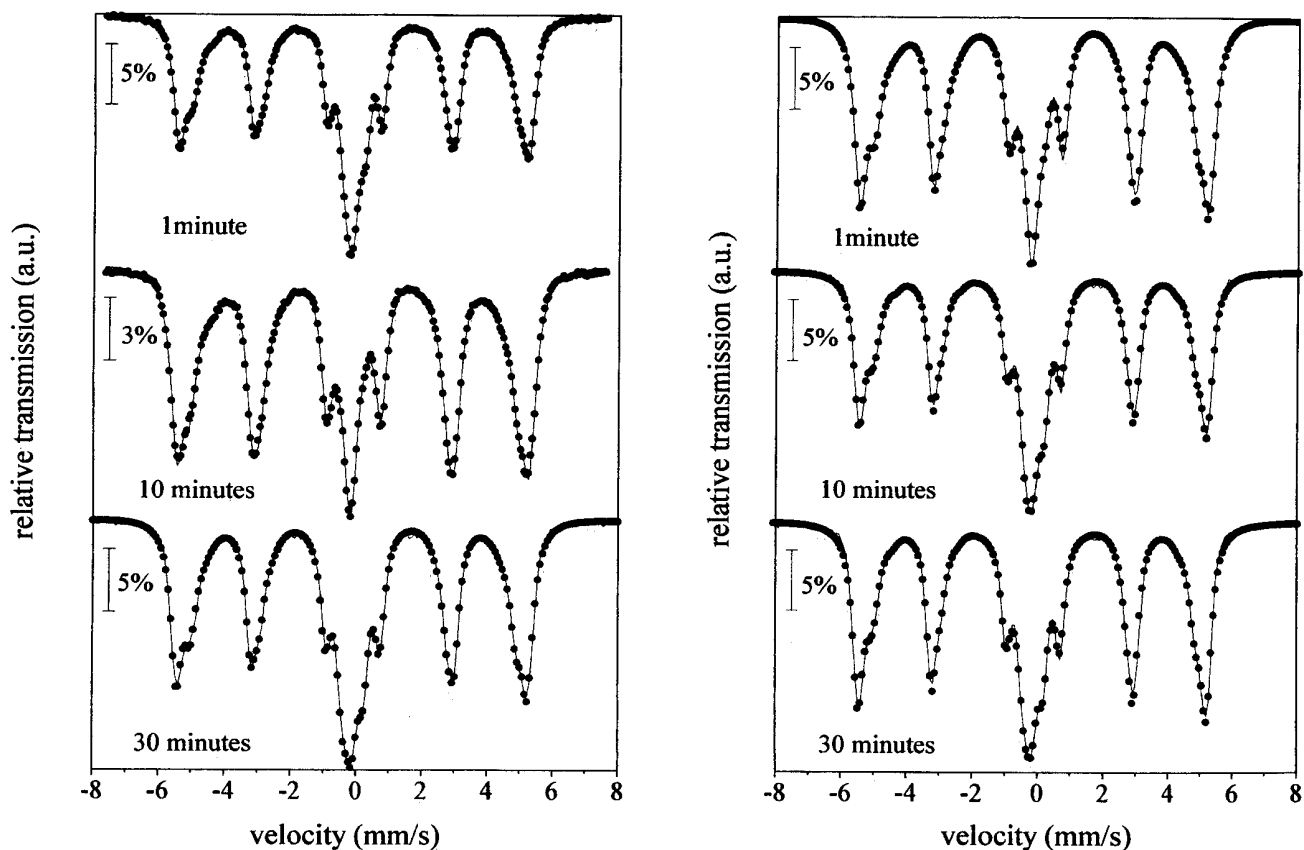 5%
1minute
3%
10 minutes
5%
30 minutes
relative transmission (a.u.)
-8 -6 -4 -2 0 2 4 6 8
velocity (mm/s)
5%
1minute
5%
10 minutes
5%
30 minutes
relative transmission (a.u.)
-8 -6 -4 -2 0 2 4 6 8
velocity (mm/s)